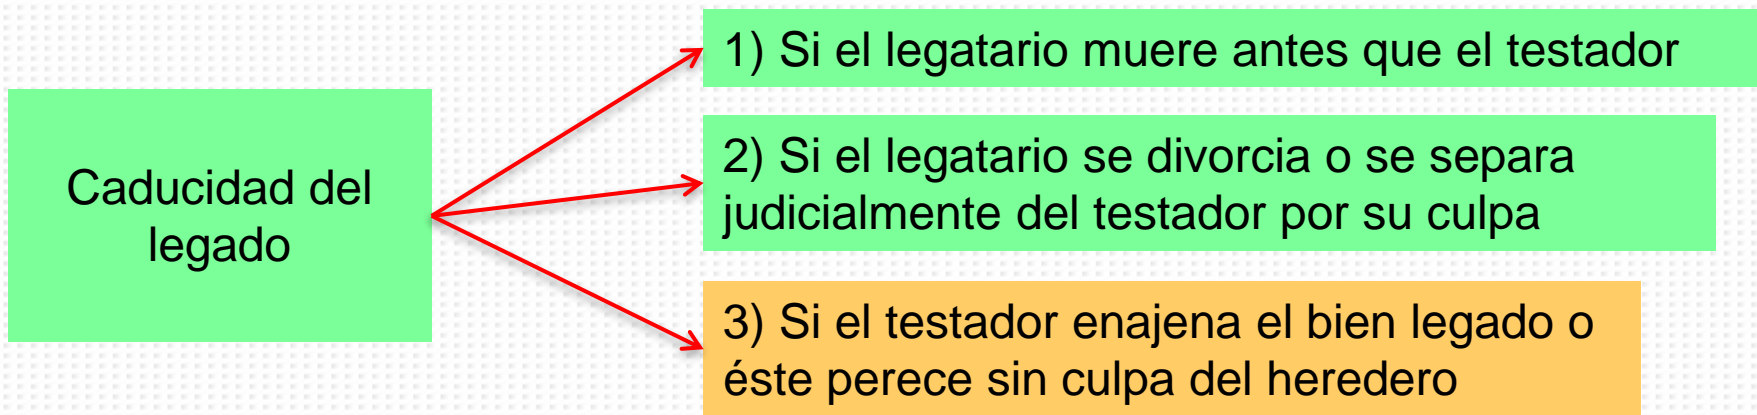 Caducidad del
legado
1) Si el legatario muere antes que el testador
2) Si el legatario se divorcia o se separa
judicialmente del testador por su culpa
3) Si el testador enajena el bien legado o
éste perece sin culpa del heredero